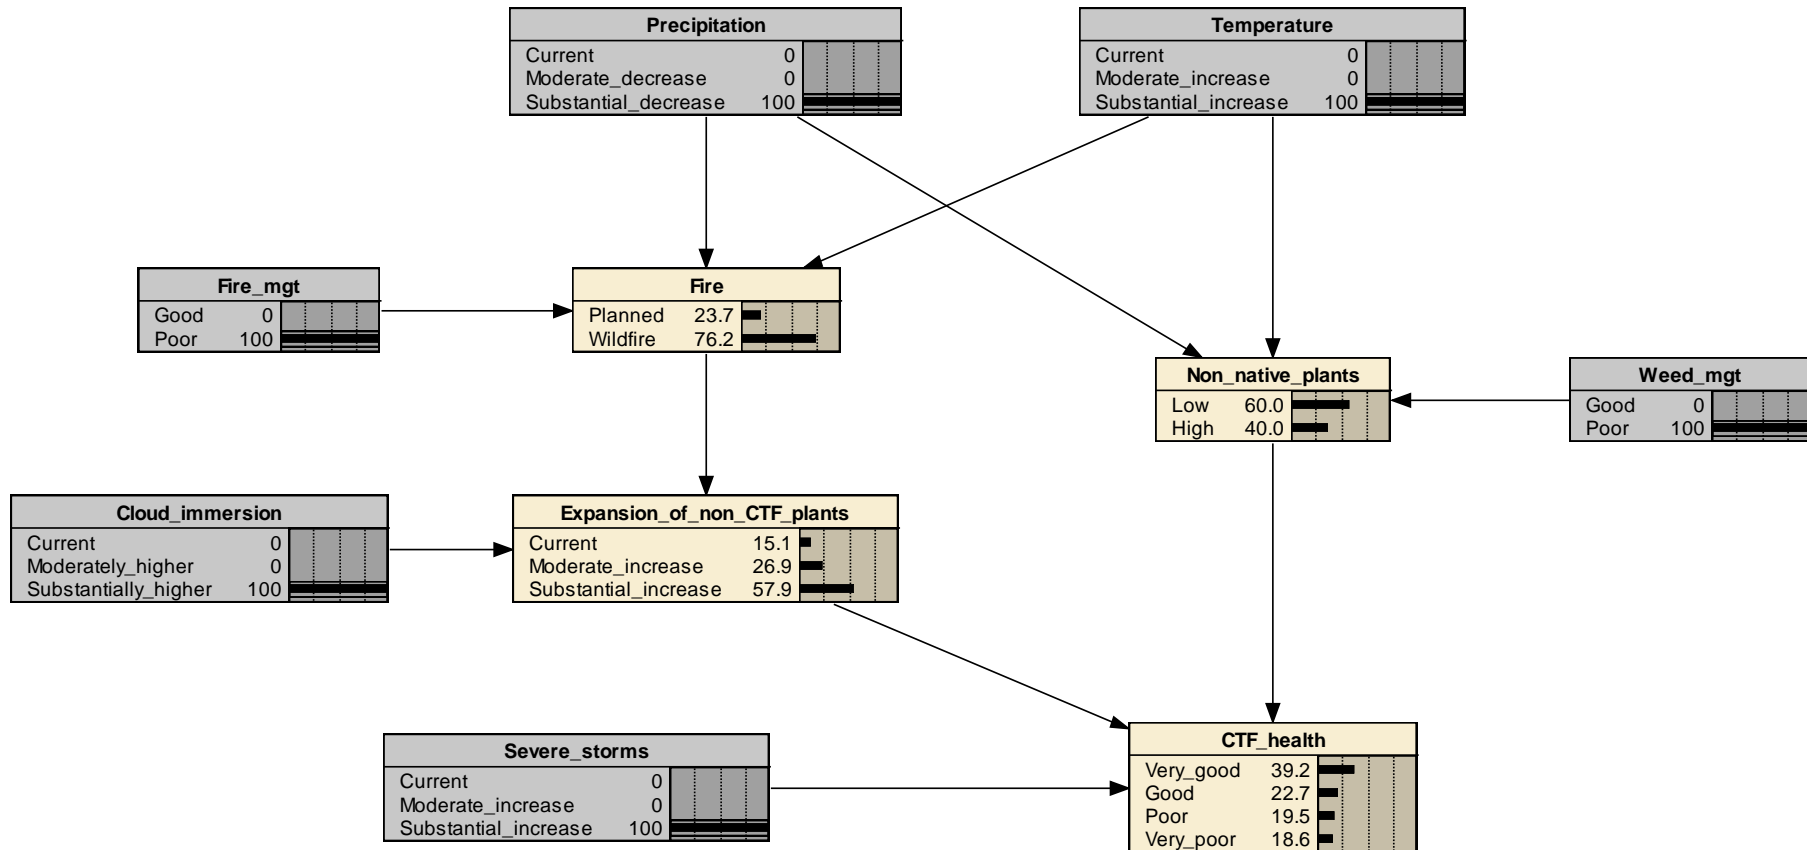 Precipitation
Current 0
Moderate_decrease 0
Substantial_decrease 100
Temperature
Current 0
Moderate_increase 0
Substantial_increase 100
Fire_mgt
Good 0
Poor 100
Fire
Planned 23.7
Wildfire 76.2
Non_native_plants
Low 60.0
High 40.0
Weed_mgt
Good 0
Poor 100
Cloud_immersion
Current 0
Moderately_higher 0
Substantially_higher 100
Expansion_of_non_CTF_plants
Current 15.1
Moderate_increase 26.9
Substantial_increase 57.9
Severe_storms
Current 0
Moderate_increase 0
Substantial_increase 100
CTF_health
Very_good 39.2
Good 22.7
Poor 19.5
Very_poor 18.6